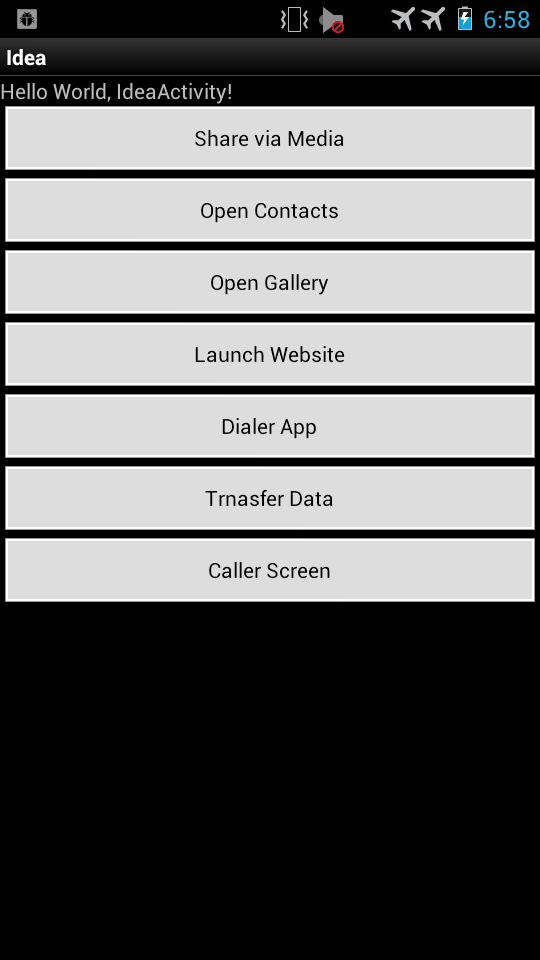 6:58
Idea
Hello World, IdeaActivity!
Share via Media
Open Contacts
Open Gallery
Launch Website
Dialer App
Trnasfer Data
Caller Screen